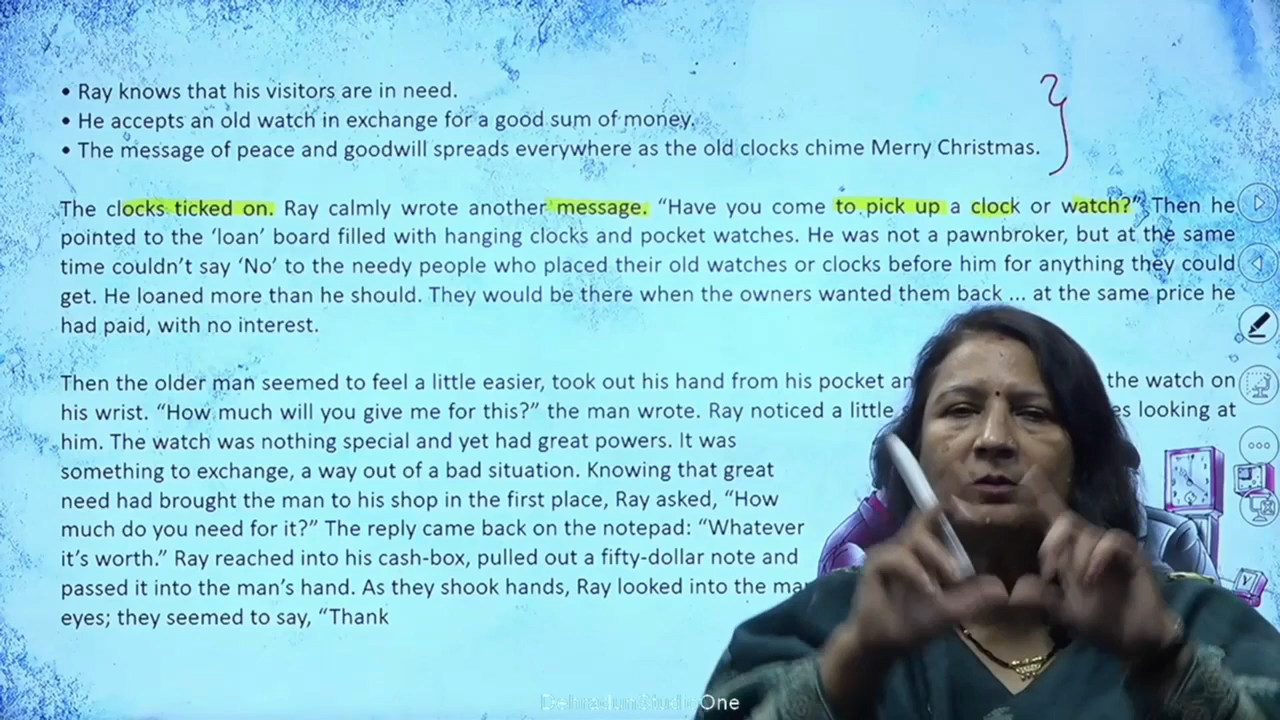 • Ray knows that his visitors are in need.
• He accepts an old watch in exchange for a good sum of money.
• The message of peace and goodwill spreads everywhere as the old clocks chime Merry Christmas.
The clocks ticked on. Ray calmly wrote another message. “Have you come to pick up a clock or watch?” Then he
pointed to the ‘loan’ board filled with hanging clocks and pocket watches. He was not a pawnbroker, but at the same
time couldn’t say ‘No’ to the needy people who placed their old watches or clocks before him for anything they could
get. He loaned more than he should. They would be there when the owners wanted them back ... at the same price he
had paid, with no interest.
Then the older man seemed to feel a little easier, took out his hand from his pocket the watch on
his wrist. “How much will you give me for this?” the man wrote. Ray noticed a little looking at
him. The watch was nothing special and yet had great powers. It was
something to exchange, a way out of a bad situation. Knowing that great
need had brought the man to his shop in the first place, Ray asked, “How
much do you need for it?” The reply came back on the notepad: “Whatever
it’s worth.” Ray reached into his cash-box, pulled out a fifty-dollar note and
passed it into the man’s hand. As they shook hands, Ray looked into the
eyes; they seemed to say, “Thank
DehradunStudioOne